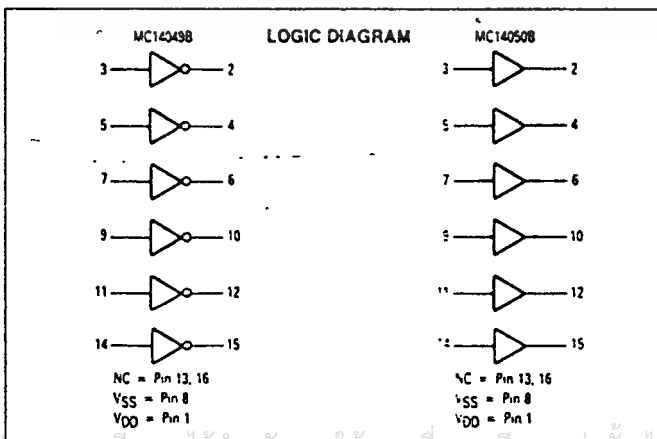 LOGIC DIAGRAM
MC14049B
3 2
5 4
7 6
9 10
11 12
14 15
NC = Pin 13, 16
VSS = Pin 8
VDD = Pin 1
MC14050B
3 2
5 4
7 6
9 10
11 12
14 15
NC = Pin 13, 16
VSS = Pin 8
VDD = Pin 1